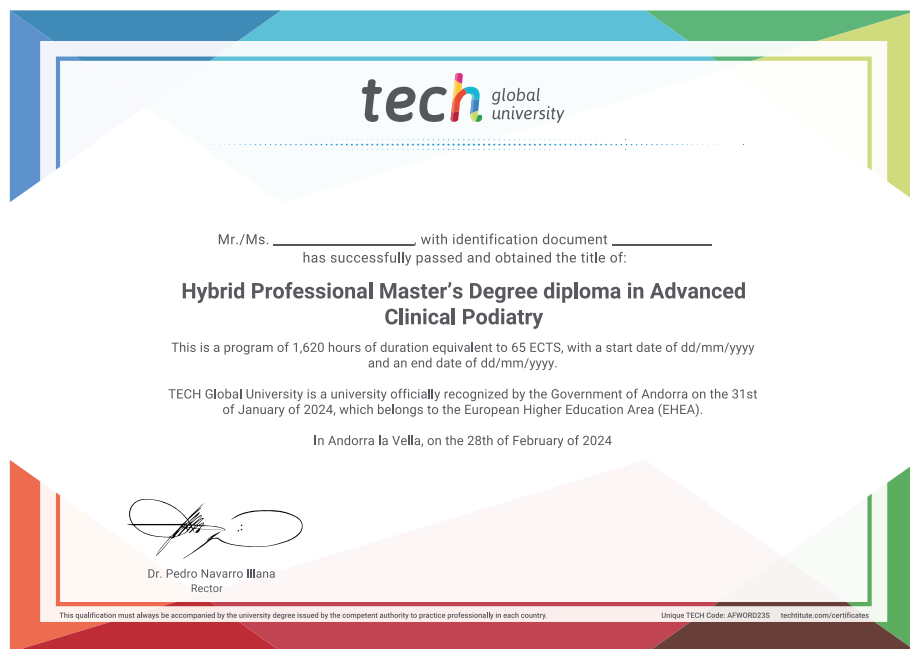 tech global
university
Mr./Ms. ____________, with identification document ____________
has successfully passed and obtained the title of:
Hybrid Professional Master's Degree diploma in Advanced
Clinical Podiatry
This is a program of 1,620 hours of duration equivalent to 65 ECTS, with a start date of dd/mm/yyyy
and an end date of dd/mm/yyyy.
TECH Global University is a university officially recognized by the Government of Andorra on the 31st
of January of 2024, which belongs to the European Higher Education Area (EHEA).
In Andorra la Vella, on the 28th of February of 2024
Dr. Pedro Navarro Illana
Rector
This qualification must always be accompanied by the university degree issued by the competent authority to practice professionally in each country.
Unique TECH Code: AFWORD23S techtitute.com/certificates